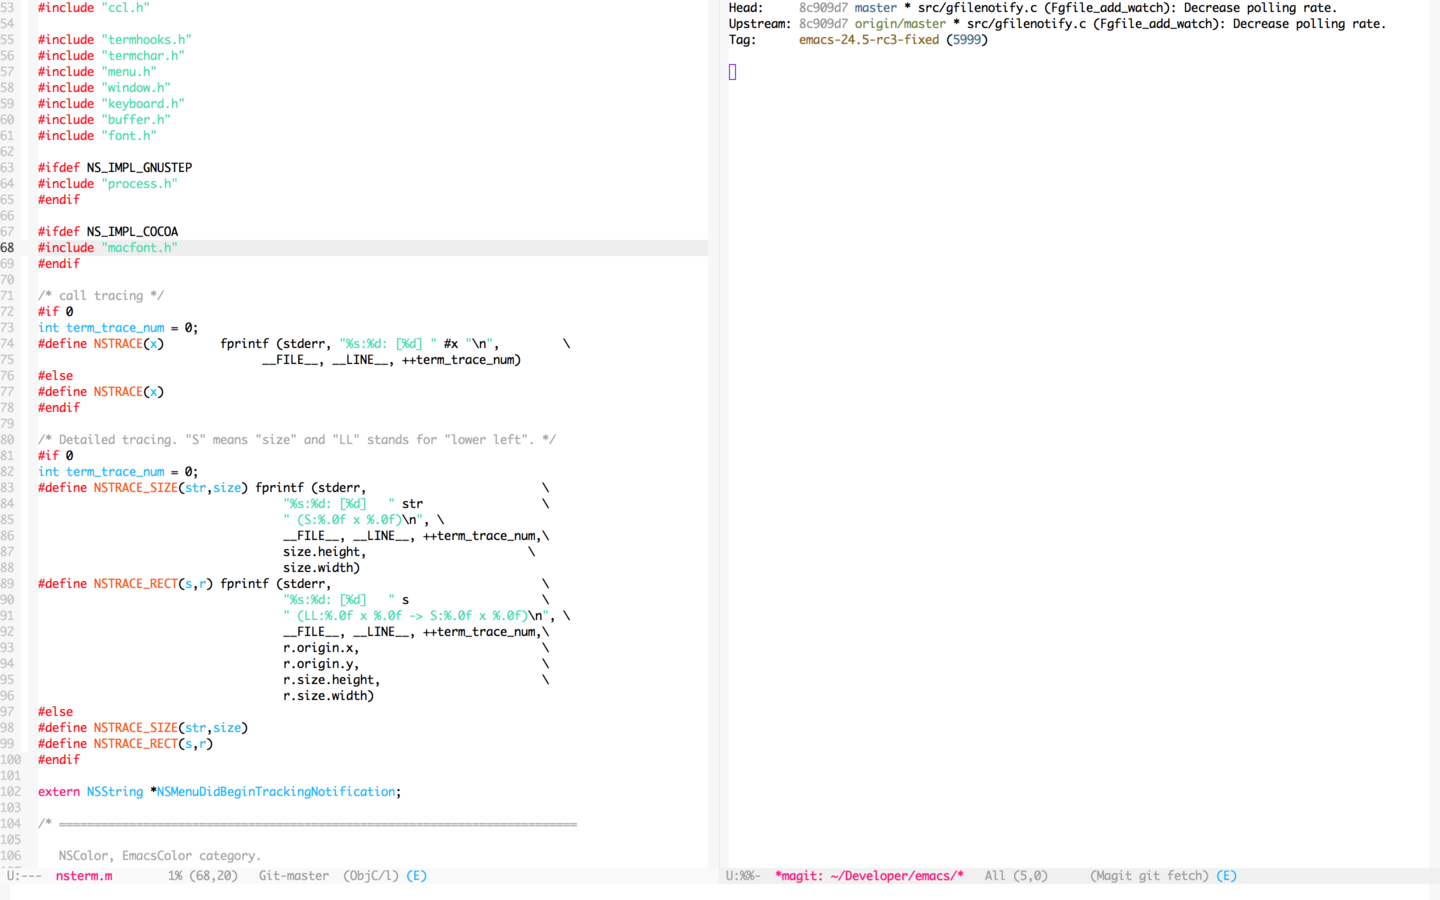 53 #include "ccl.h"
54
55 #include "termhooks.h"
56 #include "termchar.h"
57 #include "menu.h"
58 #include "window.h"
59 #include "keyboard.h"
60 #include "buffer.h"
61 #include "font.h"
62
63 #ifdef NS_IMPL_GNUSTEP
64 #include "process.h"
65 #endif
66
67 #ifdef NS_IMPL_COCOA
68 #include "macfont.h"
69 #endif
70
71 /* call tracing */
72 #if 0
73 int term_trace_num = 0;
74 #define NSTRACE(x)        fprintf (stderr, "%s:%d: [%d] " #x "\n",         \
75                                 __FILE__, __LINE__, ++term_trace_num)
76 #else
77 #define NSTRACE(x)
78 #endif
79
80 /* Detailed tracing. "S" means "size" and "LL" stands for "lower left". */
81 #if 0
82 int term_trace_num = 0;
83 #define NSTRACE_SIZE(str,size) fprintf (stderr,                         \
84                                    "%s:%d: [%d]   " str                 \
85                                    " (S:%.0f x %.0f)\n", \
86                                    __FILE__, __LINE__, ++term_trace_num,\
87                                    size.height,                       \
88                                    size.width)
89 #define NSTRACE_RECT(s,r) fprintf (stderr,                              \
90                                    "%s:%d: [%d]   " s                   \
91                                    " (LL:%.0f x %.0f -> S:%.0f x %.0f)\n", \
92                                    __FILE__, __LINE__, ++term_trace_num,\
93                                    r.origin.x,                          \
94                                    r.origin.y,                          \
95                                    r.size.height,                       \
96                                    r.size.width)
97 #else
98 #define NSTRACE_SIZE(str,size)
99 #define NSTRACE_RECT(s,r)
100 #endif
101
102 extern NSString *NSMenuDidBeginTrackingNotification;
103
104 /* ==========================================================================
105
106    NSColor, EmacsColor category.
U:---  nsterm.m        1% (68,20)   Git-master  (ObjC/l) (E)
Head:     8c909d7 master * src/gfilenotify.c (Fgfile_add_watch): Decrease polling rate.
Upstream: 8c909d7 origin/master * src/gfilenotify.c (Fgfile_add_watch): Decrease polling rate.
Tag:      emacs-24.5-rc3-fixed (5999)
U:%%-  *magit: ~/Developer/emacs/*   All (5,0)      (Magit git fetch) (E)